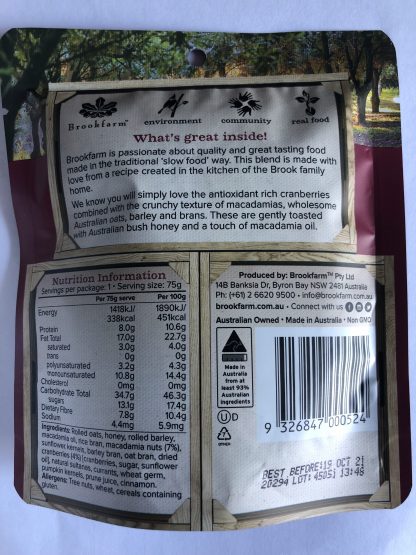 Brookfarm™
environment
community
real food
What's great inside!
Brookfarm is passionate about quality and great tasting food
made in the traditional 'slow food' way. This blend is made with
love from a recipe created in the kitchen of the Brook family
home.
We know you will simply love the antioxidant rich cranberries
combined with the crunchy texture of macadamias, wholesome
Australian oats, barley and brans. These are gently toasted
with Australian bush honey and a touch of macadamia oil.
Nutrition Information
Servings per package: 1 • Serving size: 75g
Per 75g serve Per 100g
Energy 1418kJ/ 1890kJ/
338kcal 451kcal
Protein 8.0g 10.6g
Fat Total 17.0g 22.7g
saturated 3.0g 4.0g
trans 0g 0g
polyunsaturated 3.2g 4.3g
monounsaturated 10.8g 14.4g
Cholesterol 0mg 0mg
Carbohydrate Total 34.7g 46.3g
sugars 13.1g 17.4g
Dietary Fibre 7.8g 10.4g
Sodium 4.4mg 5.9mg
Ingredients: Rolled oats, honey, rolled barley,
macadamia oil, rice bran, macadamia nuts (7%),
sunflower kernels, barley bran, oat bran, dried
cranberries (4%) [cranberries, sugar, sunflower
oil], natural sultanas, currants, wheat germ,
pumpkin kernels, prune juice, cinnamon.
Allergens: Tree nuts, wheat, cereals containing
gluten.
Produced by: Brookfarm™ Pty Ltd
14B Banksia Dr, Byron Bay NSW 2481 Australia
Ph: (+61) 2 6620 9500 • info@brookfarm.com.au
brookfarm.com.au • Connect with us
Australian Owned • Made in Australia • Non GMO
Made in
Australia
from at
least 93%
Australian
ingredients
U D
9 326847 000524
BEST BEFORE:19 OCT 21
20294 LOT: 45051 13:48